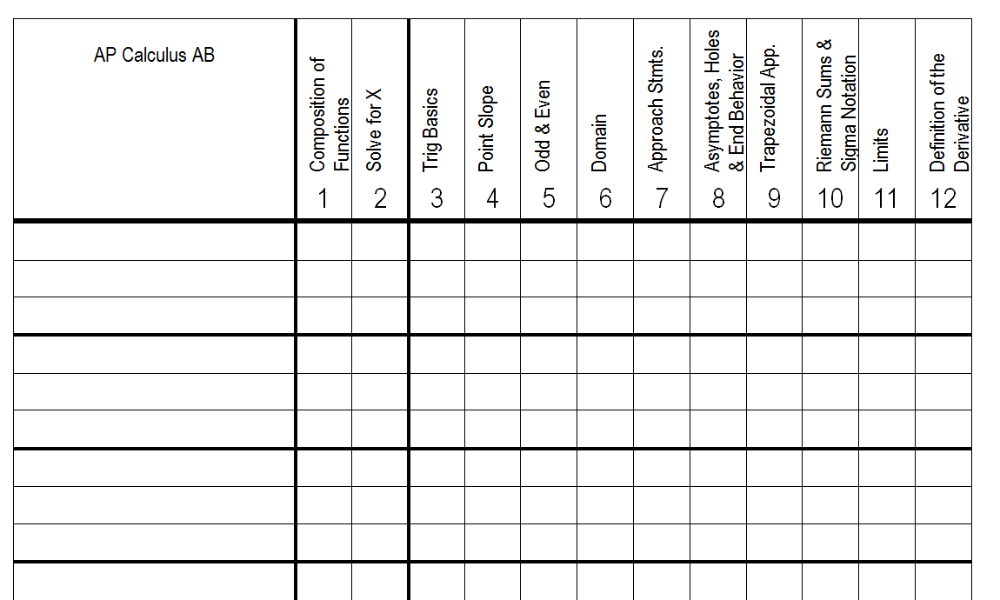 AP Calculus AB
Composition of
Functions
1
Solve for X
2
Trig Basics
3
Point Slope
4
Odd & Even
5
Domain
6
Approach Stmts.
7
Asymptotes, Holes
& End Behavior
8
Trapezoidal App.
9
Riemann Sums &
Sigma Notation
10
Limits
11
Definition of the
Derivative
12